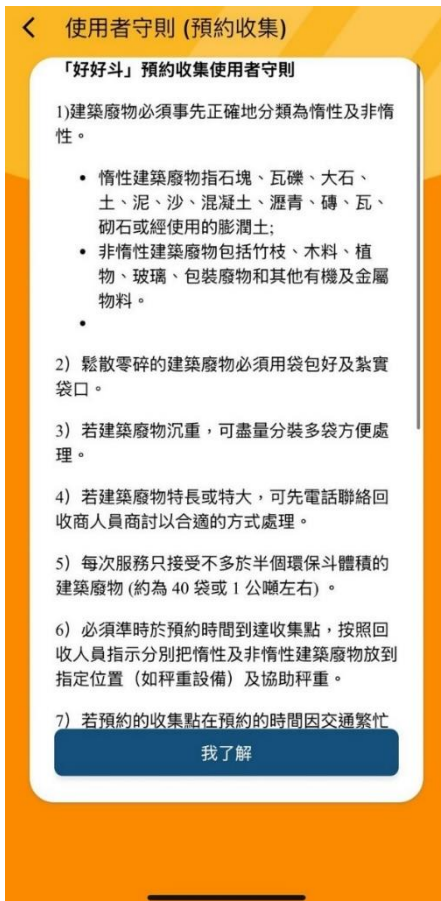 使用者守則 (預約收集)
「好好斗」預約收集使用者守則
1)建築廢物必須事先正確地分類為惰性及非惰
性。
• 惰性建築廢物指石塊、瓦礫、大石、
土、泥、沙、混凝土、瀝青、磚、瓦、
砌石或經使用的膨潤土;
• 非惰性建築廢物包括竹枝、木料、植
物、玻璃、包裝廢物和其他有機及金屬
物料。
•
2）鬆散零碎的建築廢物必須用袋包好及紮實
袋口。
3）若建築廢物沉重，可盡量分裝多袋方便處
理。
4）若建築廢物特長或特大，可先電話聯絡回
收商人員商討以合適的方式處理。
5）每次服務只接受不多於半個環保斗體積的
建築廢物 (約為 40 袋或 1 公噸左右) 。
6）必須準時於預約時間到達收集點，按照回
收人員指示分別把惰性及非惰性建築廢物放到
指定位置（如秤重設備）及協助秤重。
7）若預約的收集點在預約的時間因交通繁忙
我了解